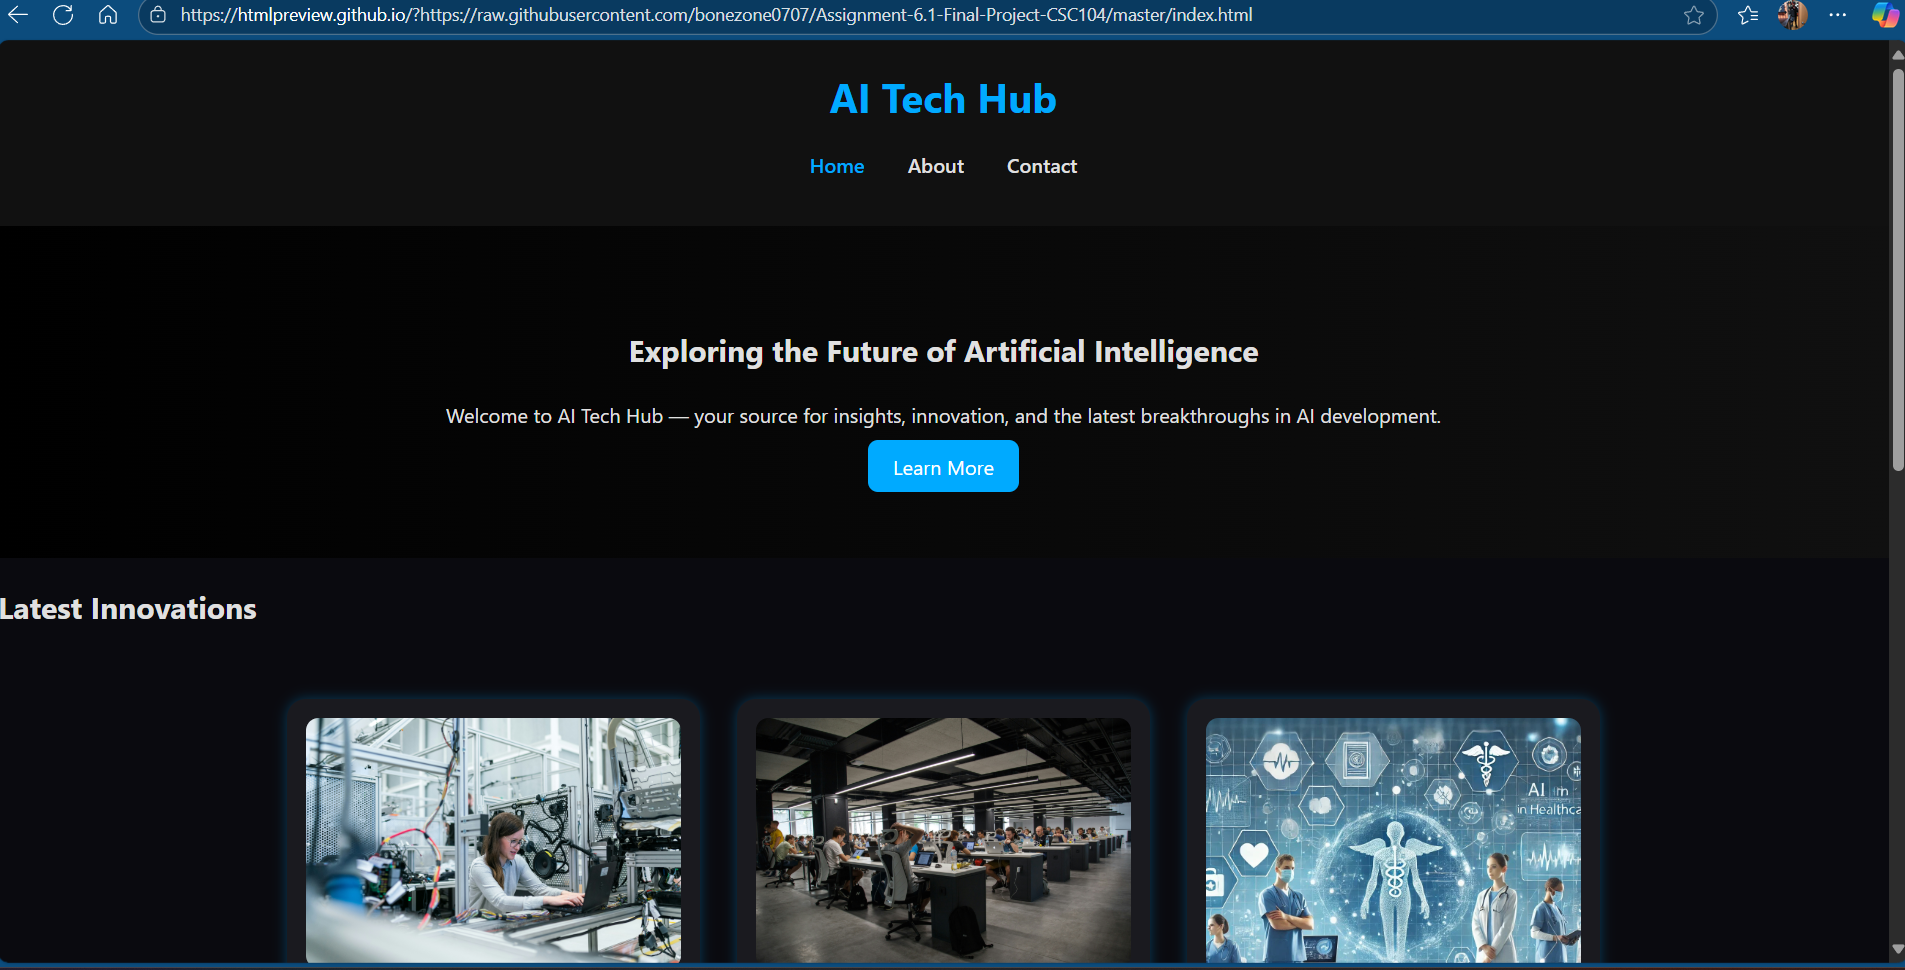 https://htmlpreview.github.io/?https://raw.githubusercontent.com/bonezone0707/Assignment-6.1-Final-Project-CSC104/master/index.html
AI Tech Hub
Home About Contact
Exploring the Future of Artificial Intelligence
Welcome to AI Tech Hub — your source for insights, innovation, and the latest breakthroughs in AI development.
Learn More
Latest Innovations
AI
in Healthca